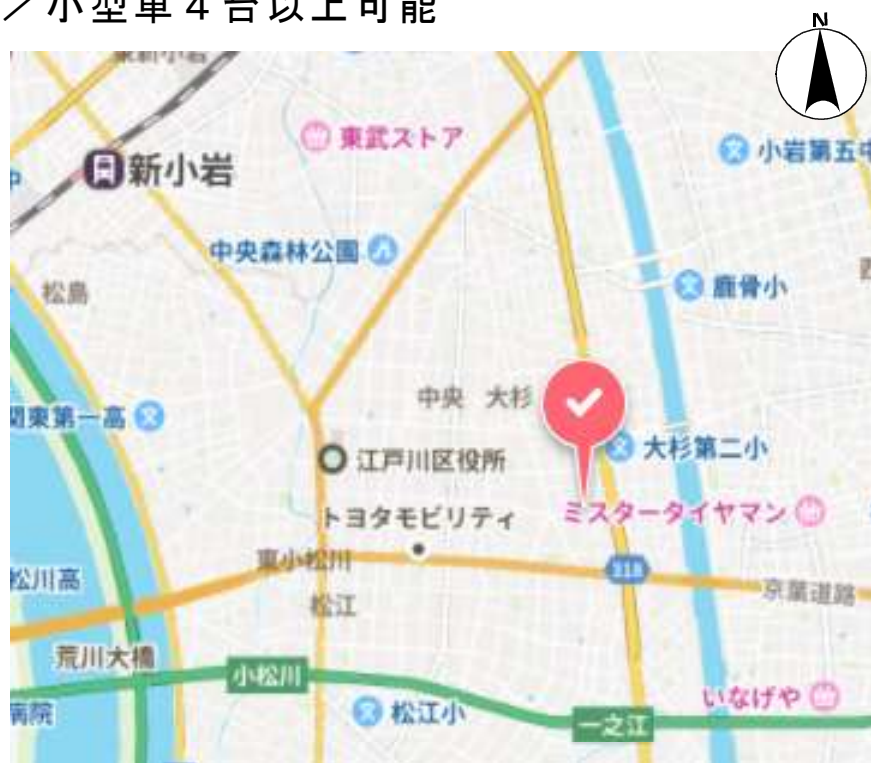 ／小型車４台以上可能
N
東新小岩
東武ストア
新小岩
小岩第五中
中央森林公園
鹿骨小
松島
西
中央 大杉
関東第一高
大杉第二小
江戸川区役所
ミスタータイヤマン
トヨタモビリティ
東小松川
318
松川高
京葉道路
松江
荒川大橋
小松川
いなげや
病院
松江小
一之江